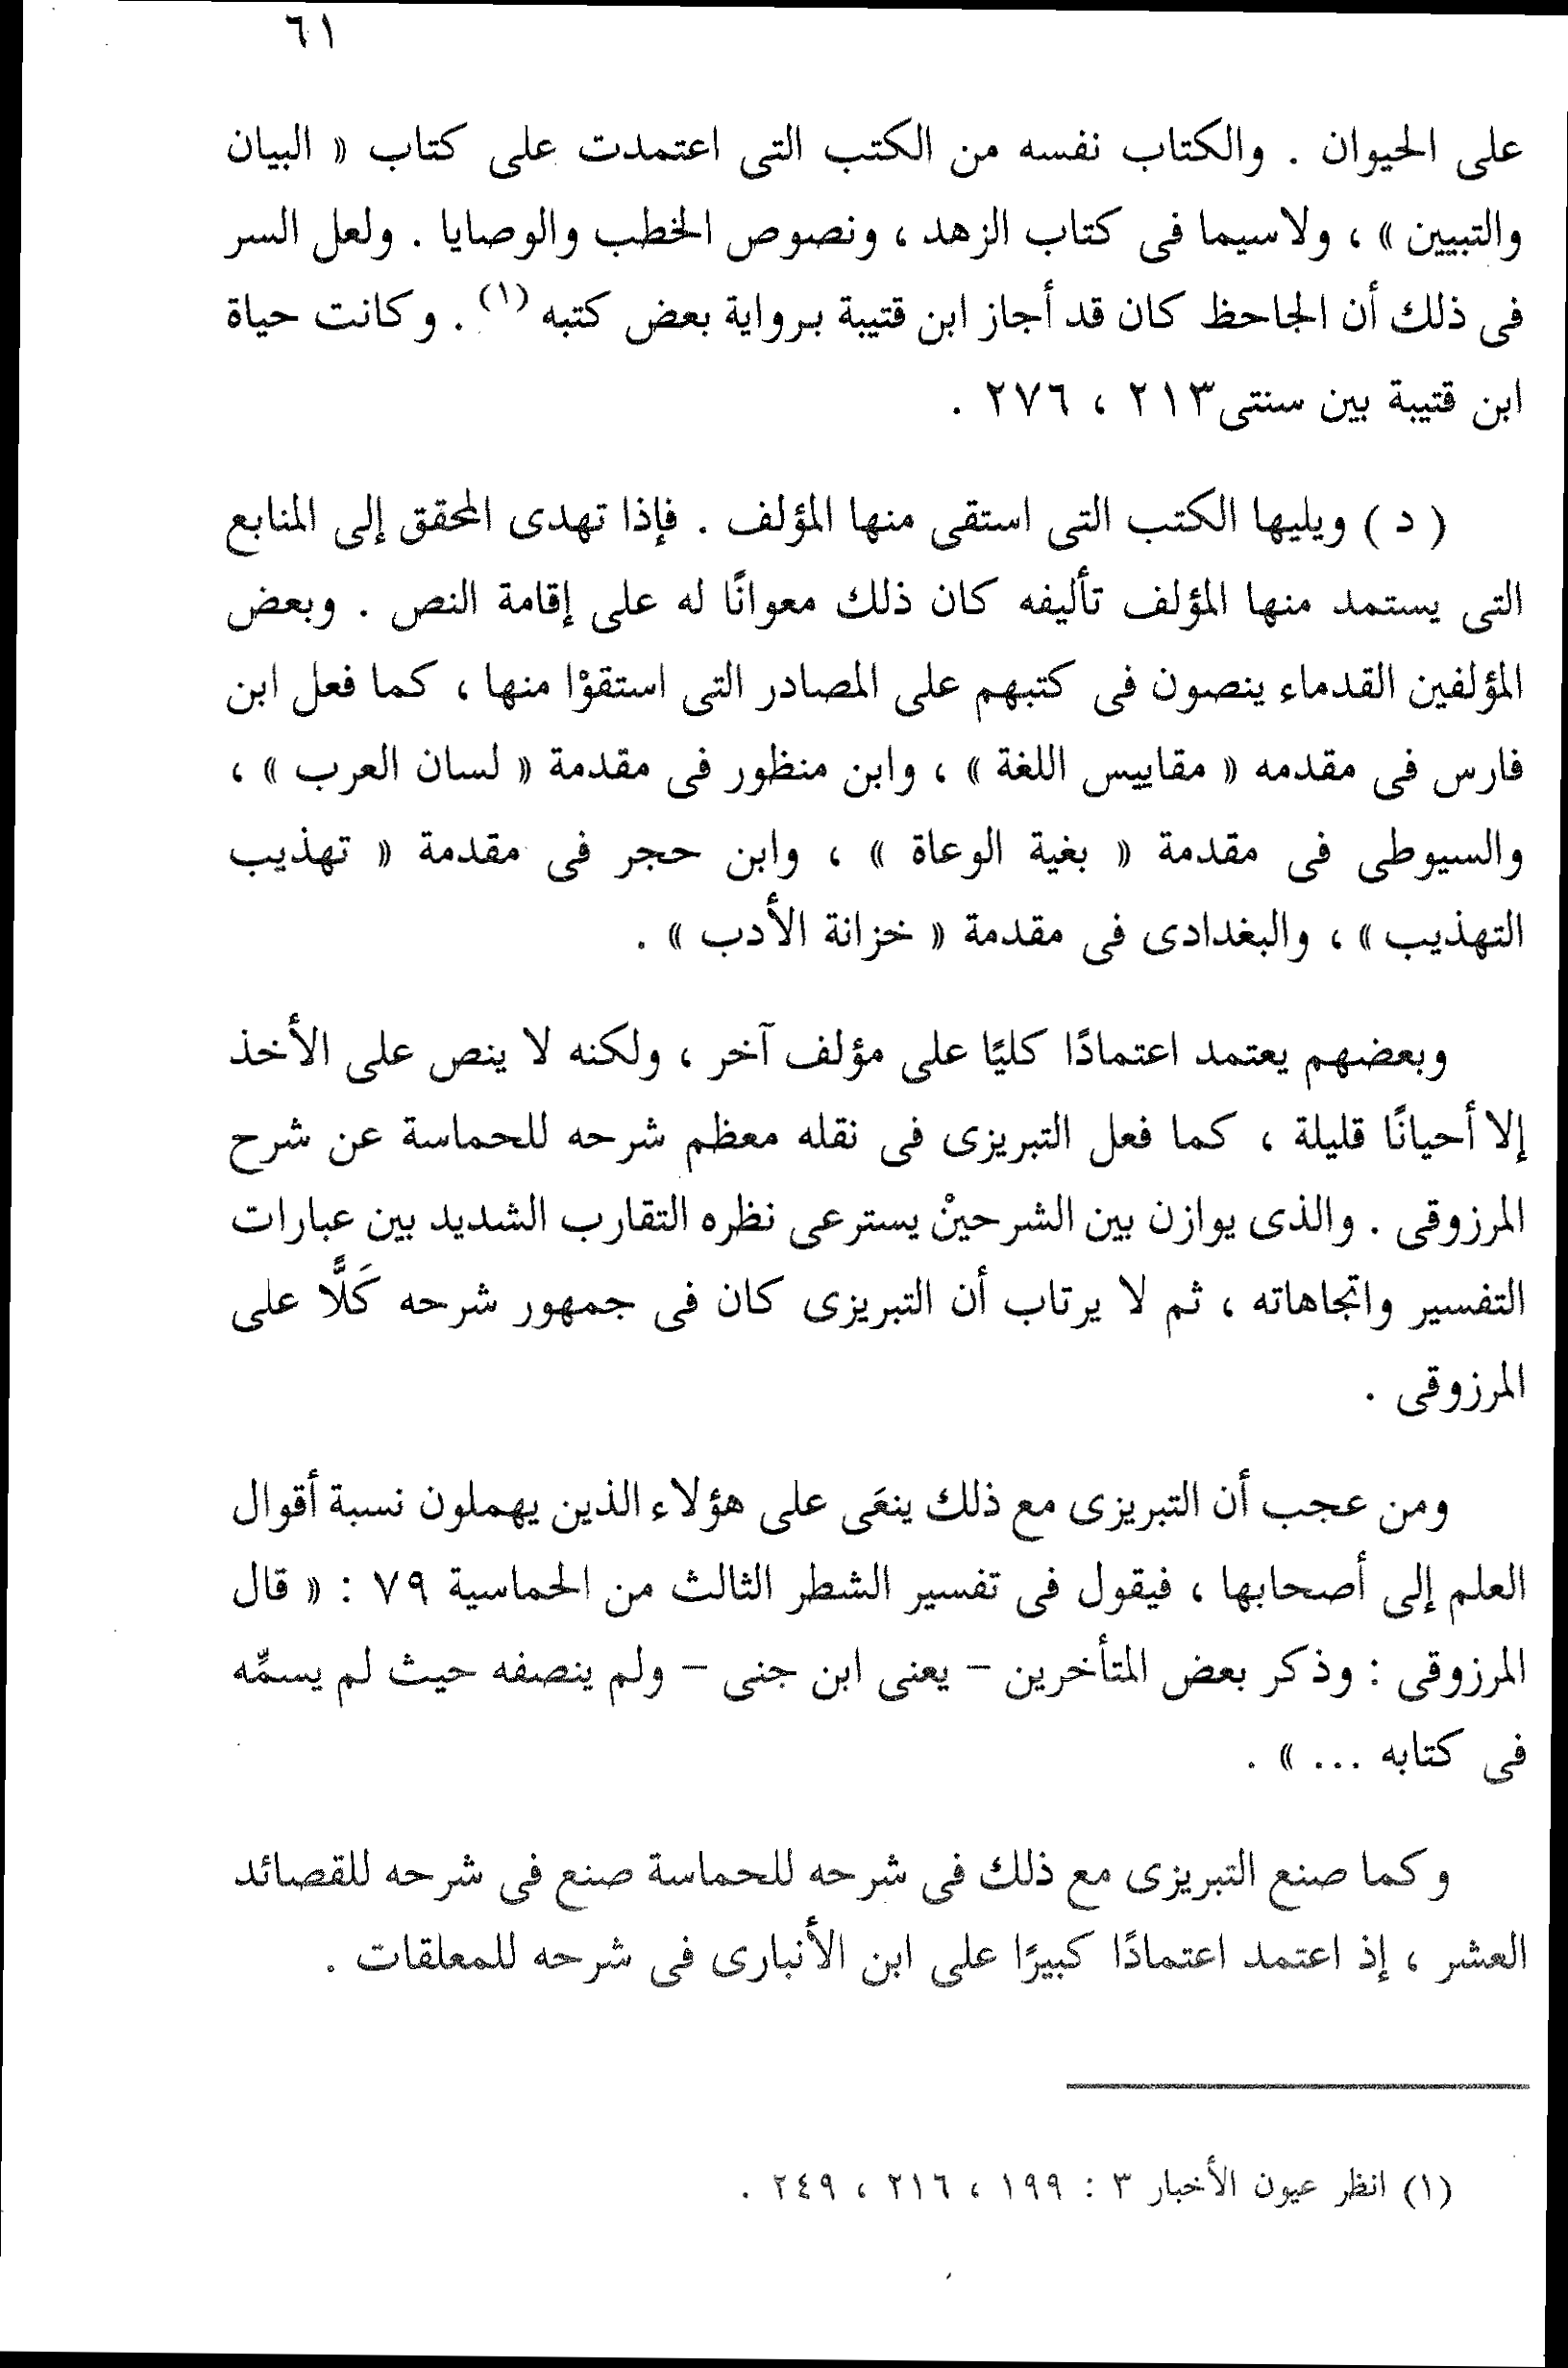 ٦١
على الحيوان . والكتاب نفسه من الكتب التى اعتمدت على كتاب « البيان
والتبيين » ، ولاسيما فى كتاب الزهد ، ونصوص الخطب والوصايا . ولعل السر
فى ذلك أن الجاحظ كان قد أجاز ابن قتيبة برواية بعض كتبه (١) . وكانت حياة
ابن قتيبة بين سنتى ٢١٣ ، ٢٧٦ .
( د ) ويليها الكتب التى استقى منها المؤلف . فإذا تهدى المحقق إلى المنابع
التى يستمد منها المؤلف تأليفه كان ذلك معوانًا له على إقامة النص . وبعض
المؤلفين القدماء ينصون فى كتبهم على المصادر التى استقوْا منها ، كما فعل ابن
فارس فى مقدمه « مقاييس اللغة » ، وابن منظور فى مقدمة « لسان العرب » ،
والسيوطى فى مقدمة « بغية الوعاة » ، وابن حجر فى مقدمة « تهذيب
التهذيب » ، والبغدادى فى مقدمة « خزانة الأدب » .
وبعضهم يعتمد اعتمادًا كليًا على مؤلف آخر ، ولكنه لا ينص على الأخذ
إلا أحيانًا قليلة ، كما فعل التبريزى فى نقله معظم شرحه للحماسة عن شرح
المرزوقى . والذى يوازن بين الشرحيْن يسترعى نظره التقارب الشديد بين عبارات
التفسير واتجاهاته ، ثم لا يرتاب أن التبريزى كان فى جمهور شرحه كَلًّا على
المرزوقى .
ومن عجب أن التبريزى مع ذلك ينعَى على هؤلاء الذين يهملون نسبة أقوال
العلم إلى أصحابها ، فيقول فى تفسير الشطر الثالث من الحماسية ٧٩ : « قال
المرزوقى : وذكر بعض المتأخرين – يعنى ابن جنى – ولم ينصفه حيث لم يسمِّه
فى كتابه ... » .
وكما صنع التبريزى مع ذلك فى شرحه للحماسة صنع فى شرحه للقصائد
العشر ، إذ اعتمد اعتمادًا كبيرًا على ابن الأنبارى فى شرحه للمعلقات .
(١) انظر عيون الأخبار ٣ : ١٩٩ ، ٢١٦ ، ٢٤٩ .